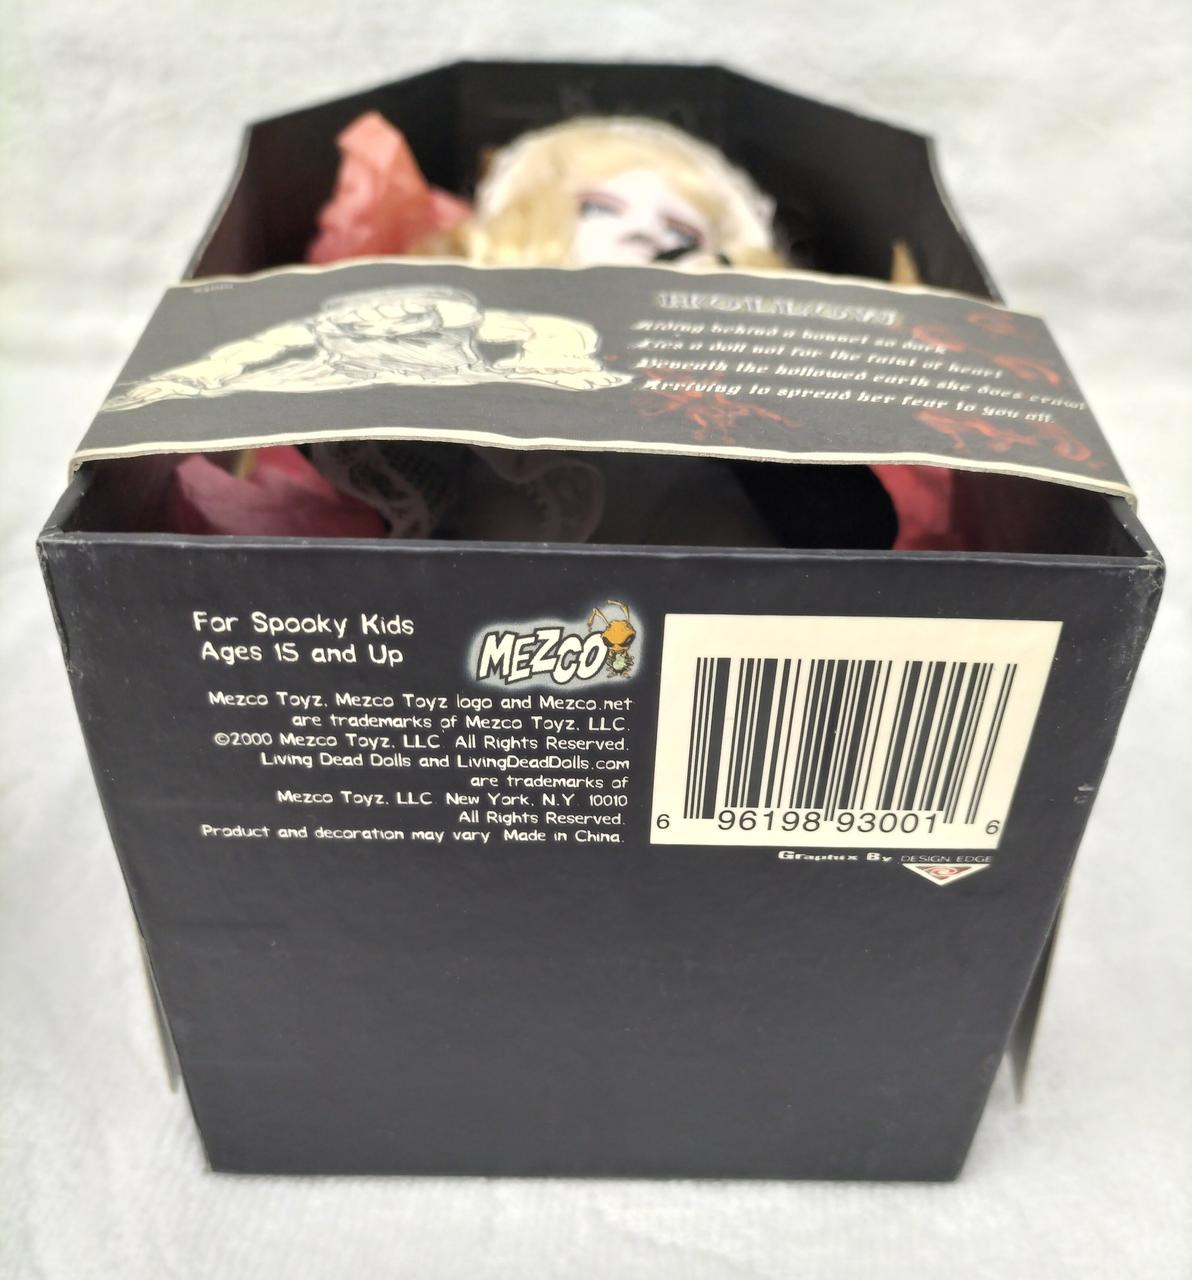 HOLLOW
Hiding behind a bonnet so dark
Lies a doll not for the faint of heart
Beneath the hollowed earth she does crawl
Arriving to spread her fear to you all.
For Spooky Kids
Ages 15 and Up
MEZCO
Mezco Toyz, Mezco Toyz logo and Mezco.net
are trademarks of Mezco Toyz, LLC.
©2000 Mezco Toyz, LLC. All Rights Reserved.
Living Dead Dolls and LivingDeadDolls.com
are trademarks of
Mezco Toyz, LLC. New York, N.Y. 10010
All Rights Reserved.
Product and decoration may vary. Made in China.
6 96198 93001 6
Graphix By DESIGN EDGE